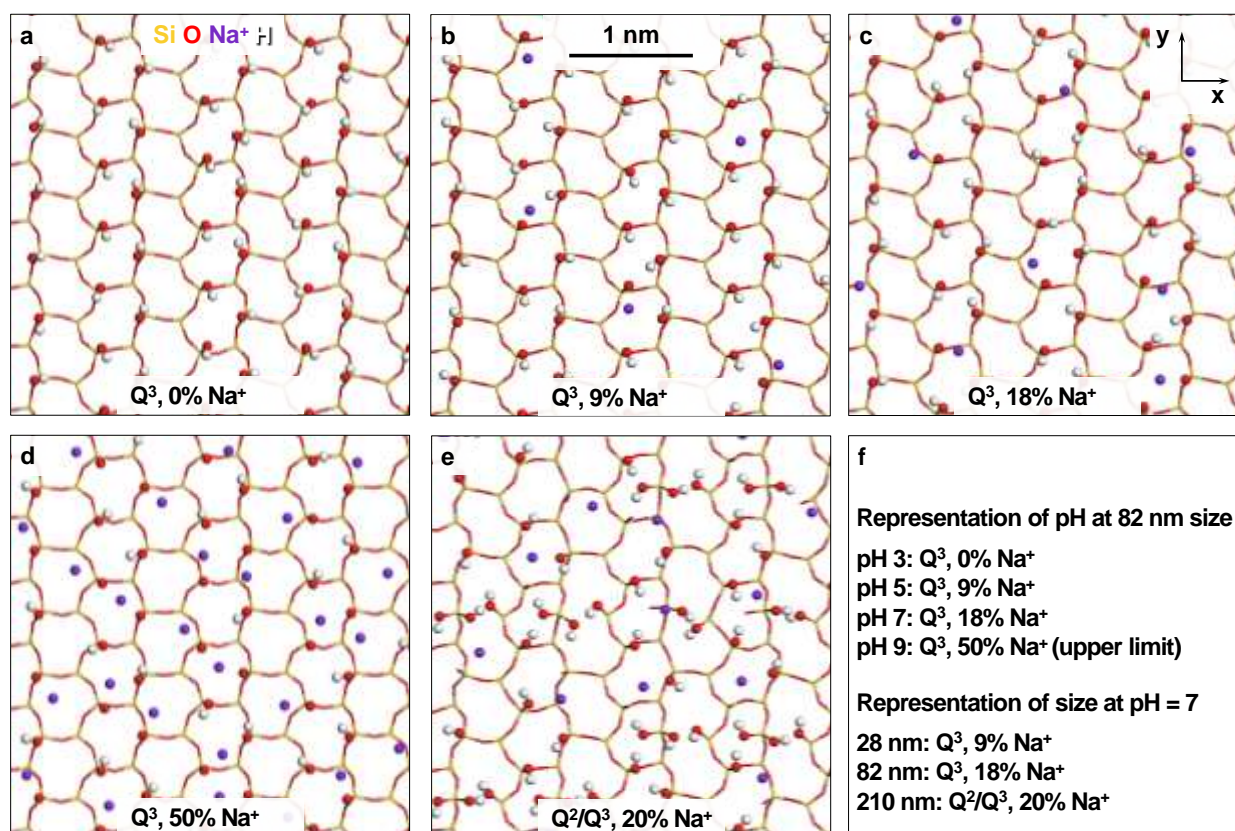 a
Si O Na⁺ H
b
1 nm
c
y
x
Q³, 0% Na⁺
Q³, 9% Na⁺
Q³, 18% Na⁺
d
e
f
Q³, 50% Na⁺
Q²/Q³, 20% Na⁺
Representation of pH at 82 nm size
pH 3: Q³, 0% Na⁺
pH 5: Q³, 9% Na⁺
pH 7: Q³, 18% Na⁺
pH 9: Q³, 50% Na⁺ (upper limit)
Representation of size at pH = 7
28 nm: Q³, 9% Na⁺
82 nm: Q³, 18% Na⁺
210 nm: Q²/Q³, 20% Na⁺